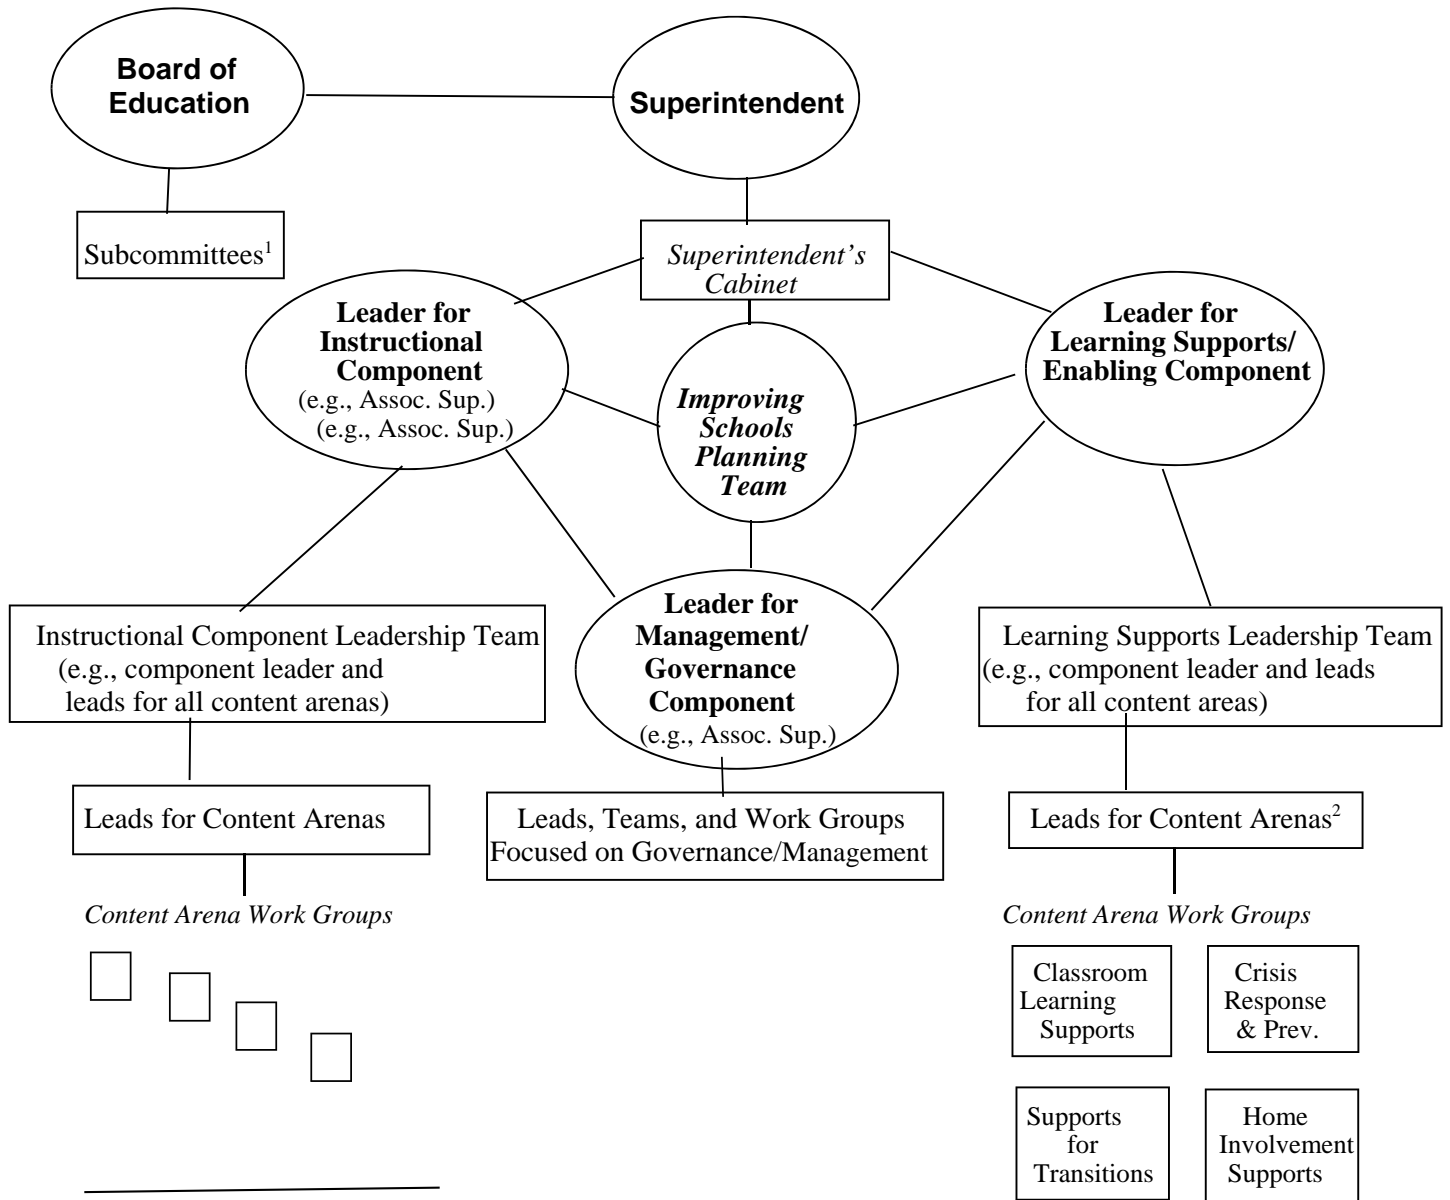 Board of
Education
Superintendent
Subcommittees¹
Superintendent's
Cabinet
Leader for
Instructional
Component
(e.g., Assoc. Sup.)
(e.g., Assoc. Sup.)
Improving
Schools
Planning
Team
Leader for
Learning Supports/
Enabling Component
Instructional Component Leadership Team
(e.g., component leader and
leads for all content arenas)
Leader for
Management/
Governance
Component
(e.g., Assoc. Sup.)
Learning Supports Leadership Team
(e.g., component leader and leads
for all content areas)
Leads for Content Arenas
Leads, Teams, and Work Groups
Focused on Governance/Management
Leads for Content Arenas²
Content Arena Work Groups
Content Arena Work Groups
Classroom
Learning
Supports
Crisis
Response
& Prev.
Supports
for
Transitions
Home
Involvement
Supports